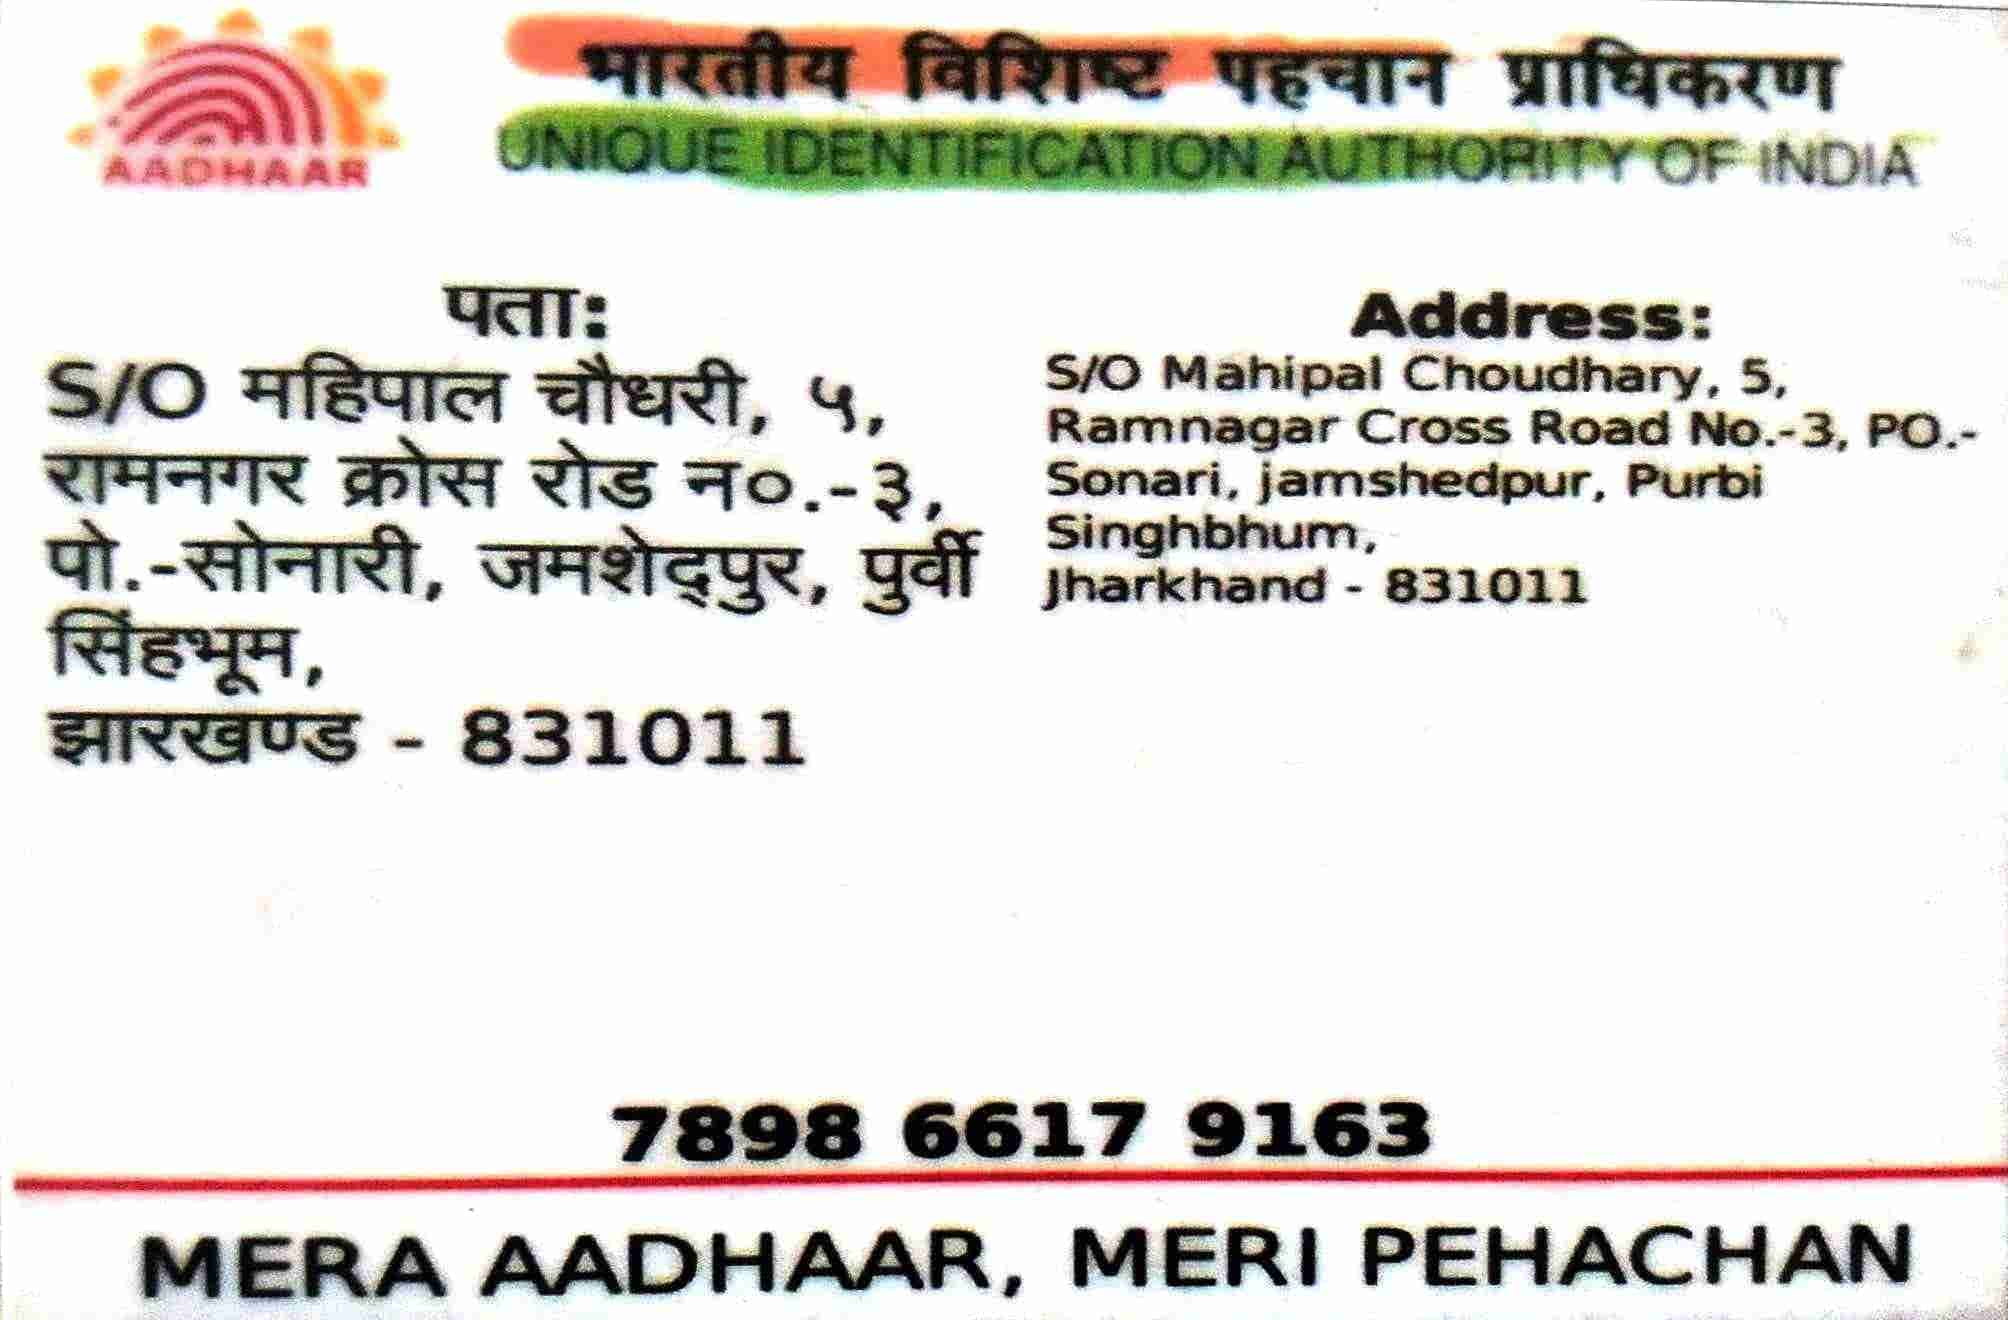 AADHAAR
भारतीय विशिष्ट पहचान प्राधिकरण
UNIQUE IDENTIFICATION AUTHORITY OF INDIA
पता:
S/O महिपाल चौधरी, ५,
रामनगर क्रोस रोड न०.-३,
पो.-सोनारी, जमशेद्पुर, पुर्वी
सिंहभूम,
झारखण्ड - 831011
Address:
S/O Mahipal Choudhary, 5,
Ramnagar Cross Road No.-3, PO.-
Sonari, jamshedpur, Purbi
Singhbhum,
Jharkhand - 831011
7898 6617 9163
MERA AADHAAR, MERI PEHACHAN